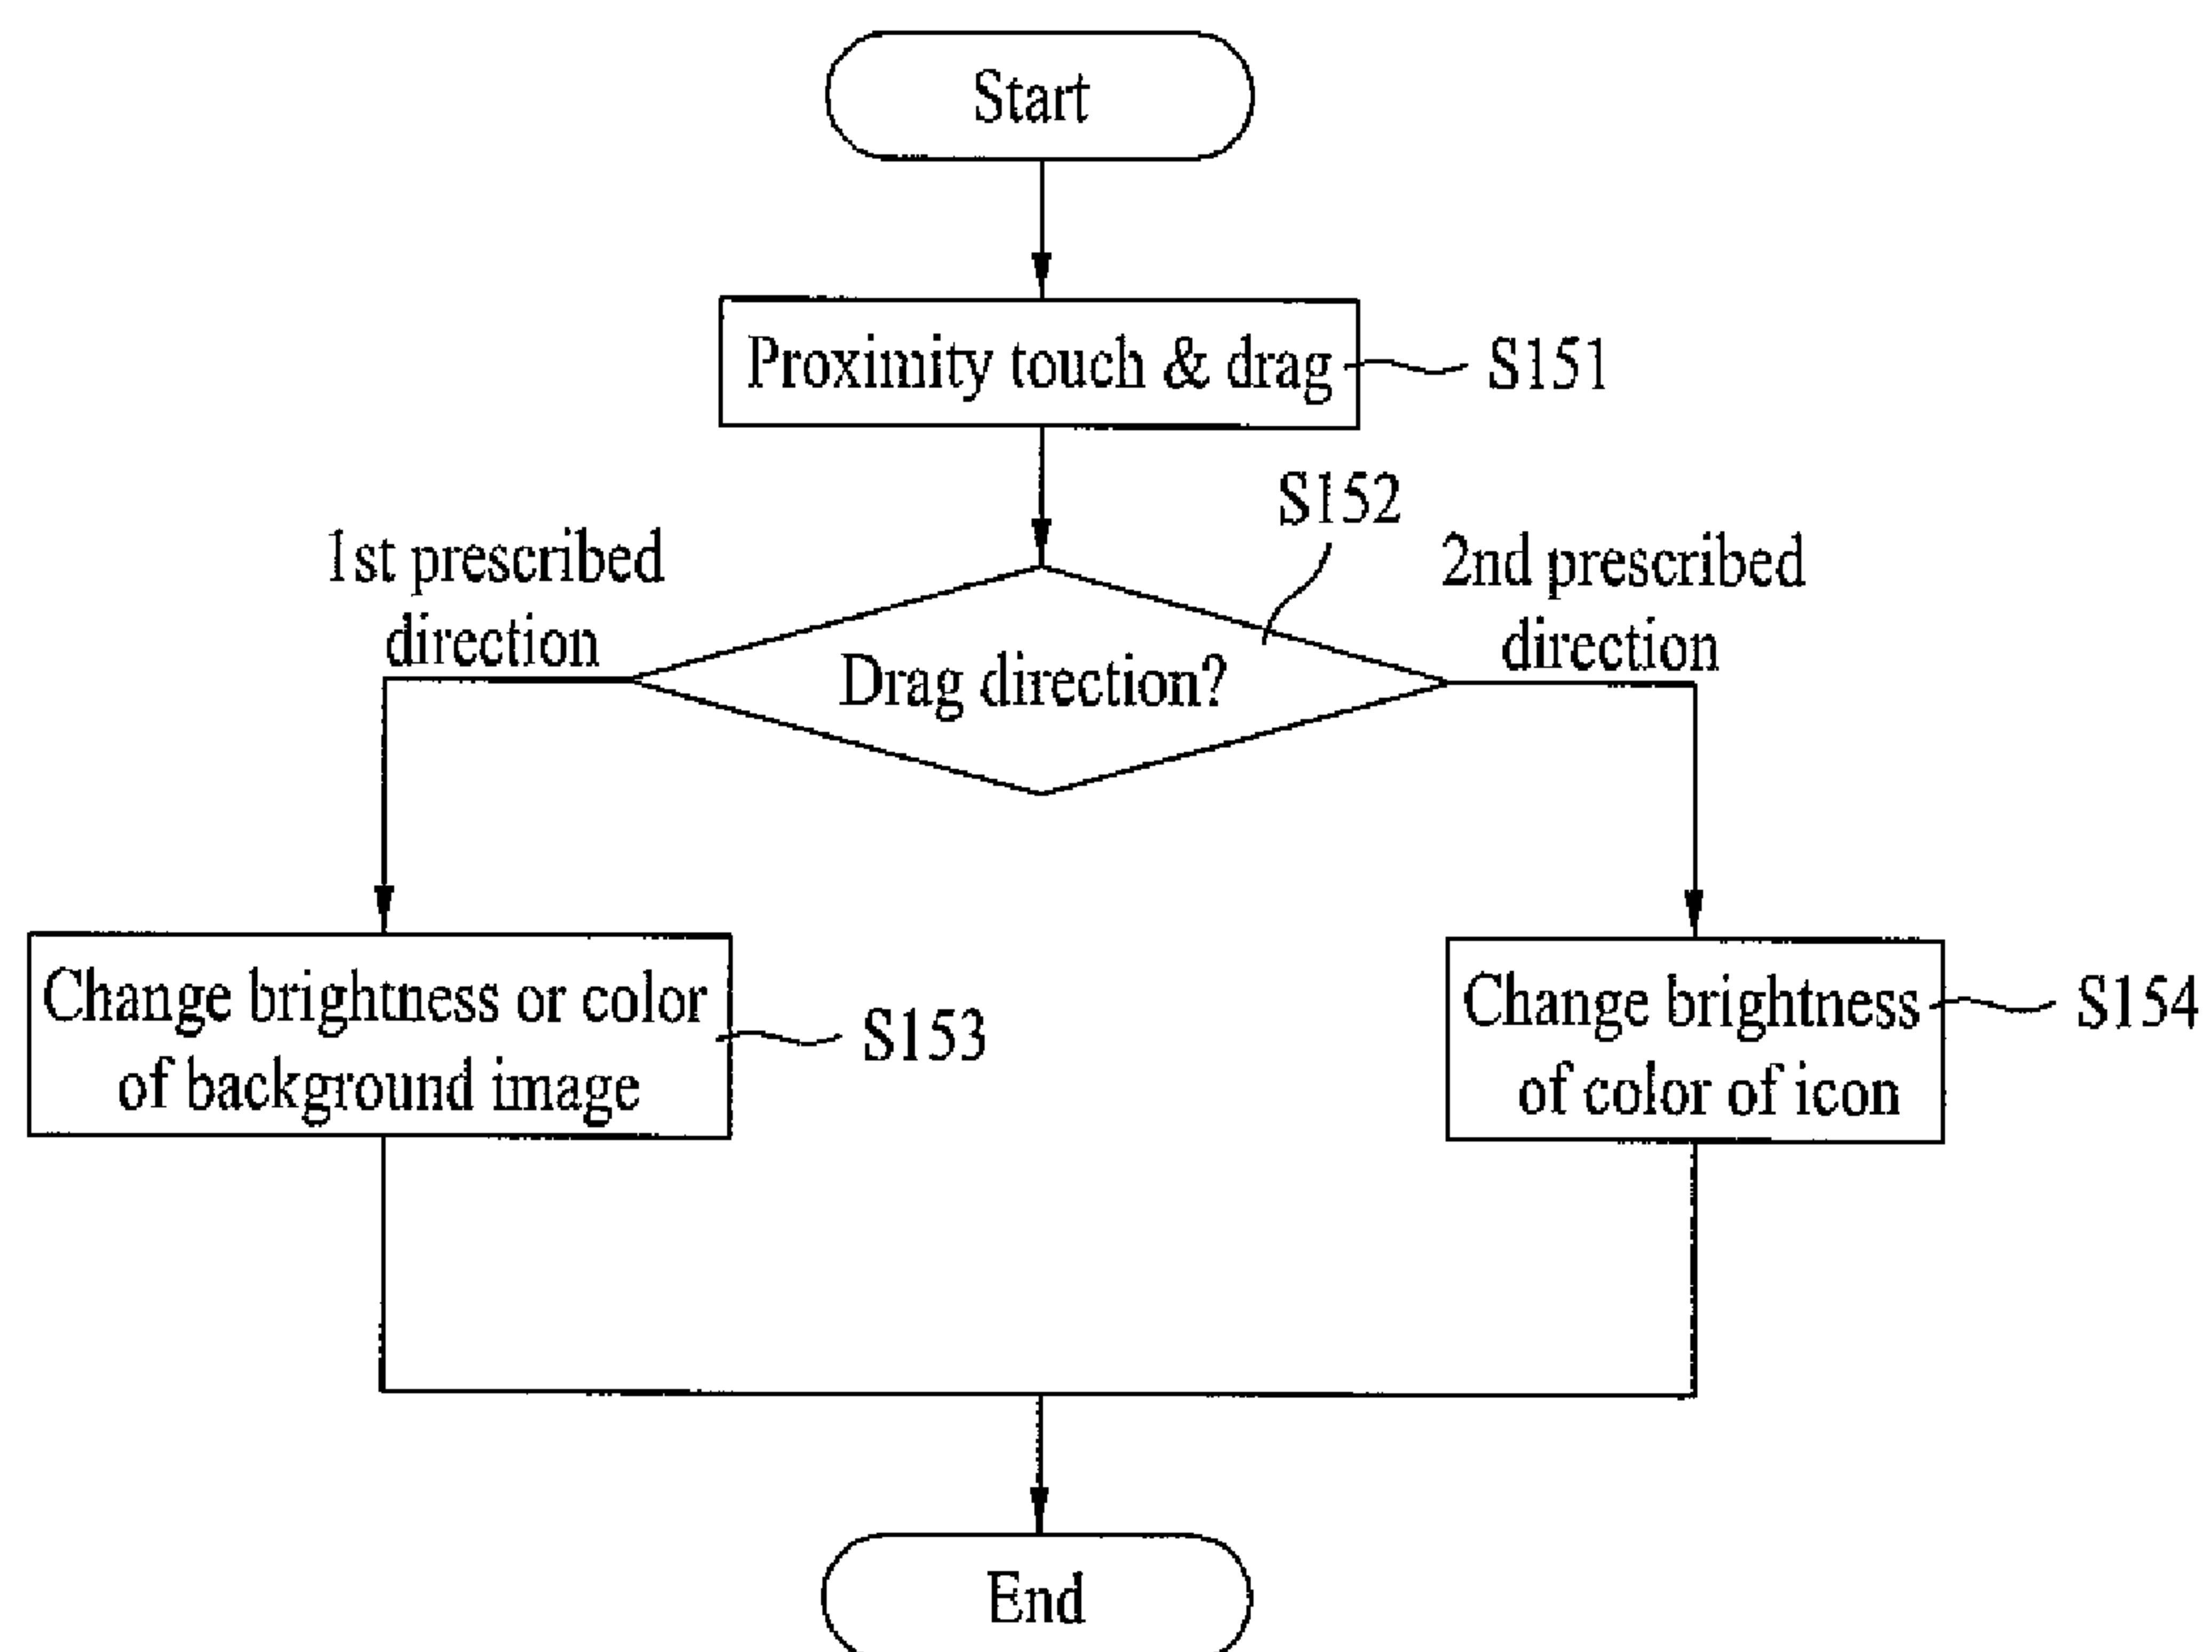 Start
Proximity touch & drag
S151
S152
1st prescribed
direction
2nd prescribed
direction
Drag direction?
Change brightness or color
of background image
S153
Change brightness
of color of icon
S154
End